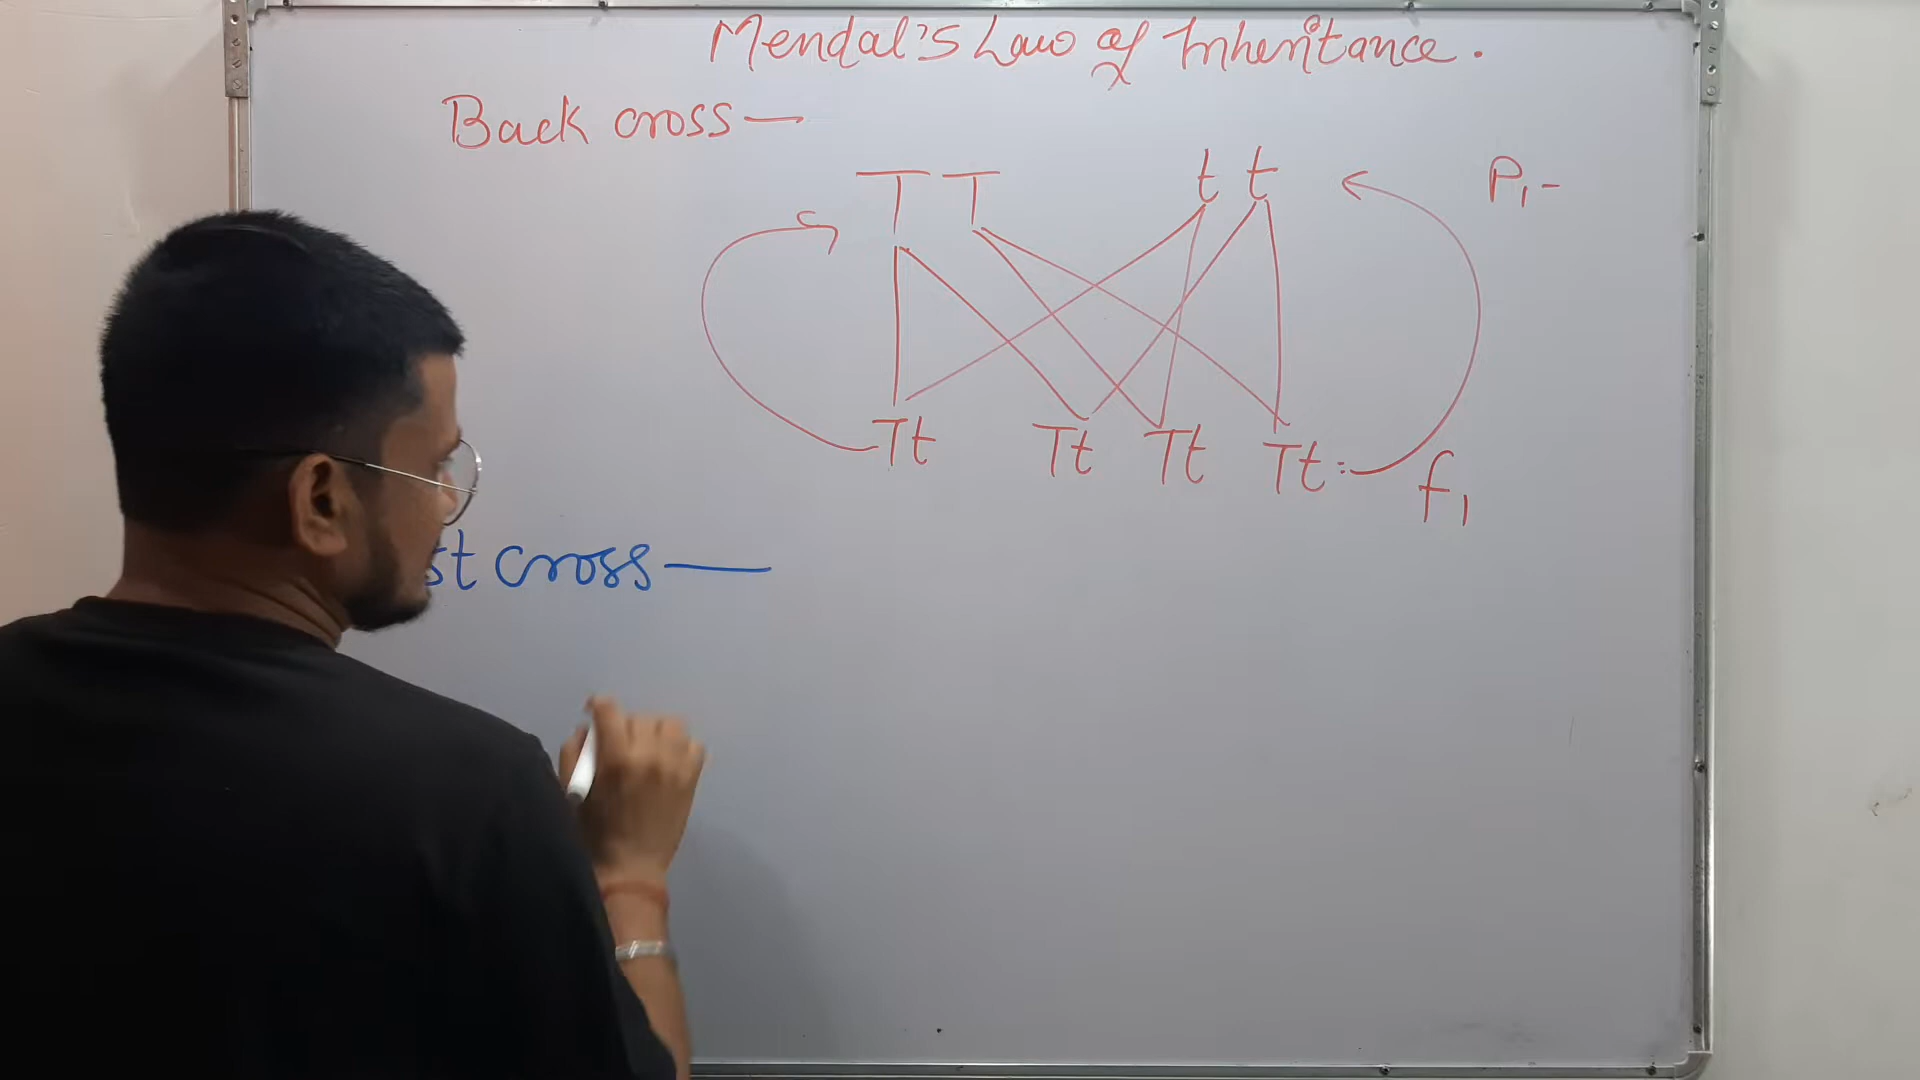 Mendal's Law of Inheritance.
Back cross —
T T t t P1 -
Tt Tt Tt Tt f1
st cross —